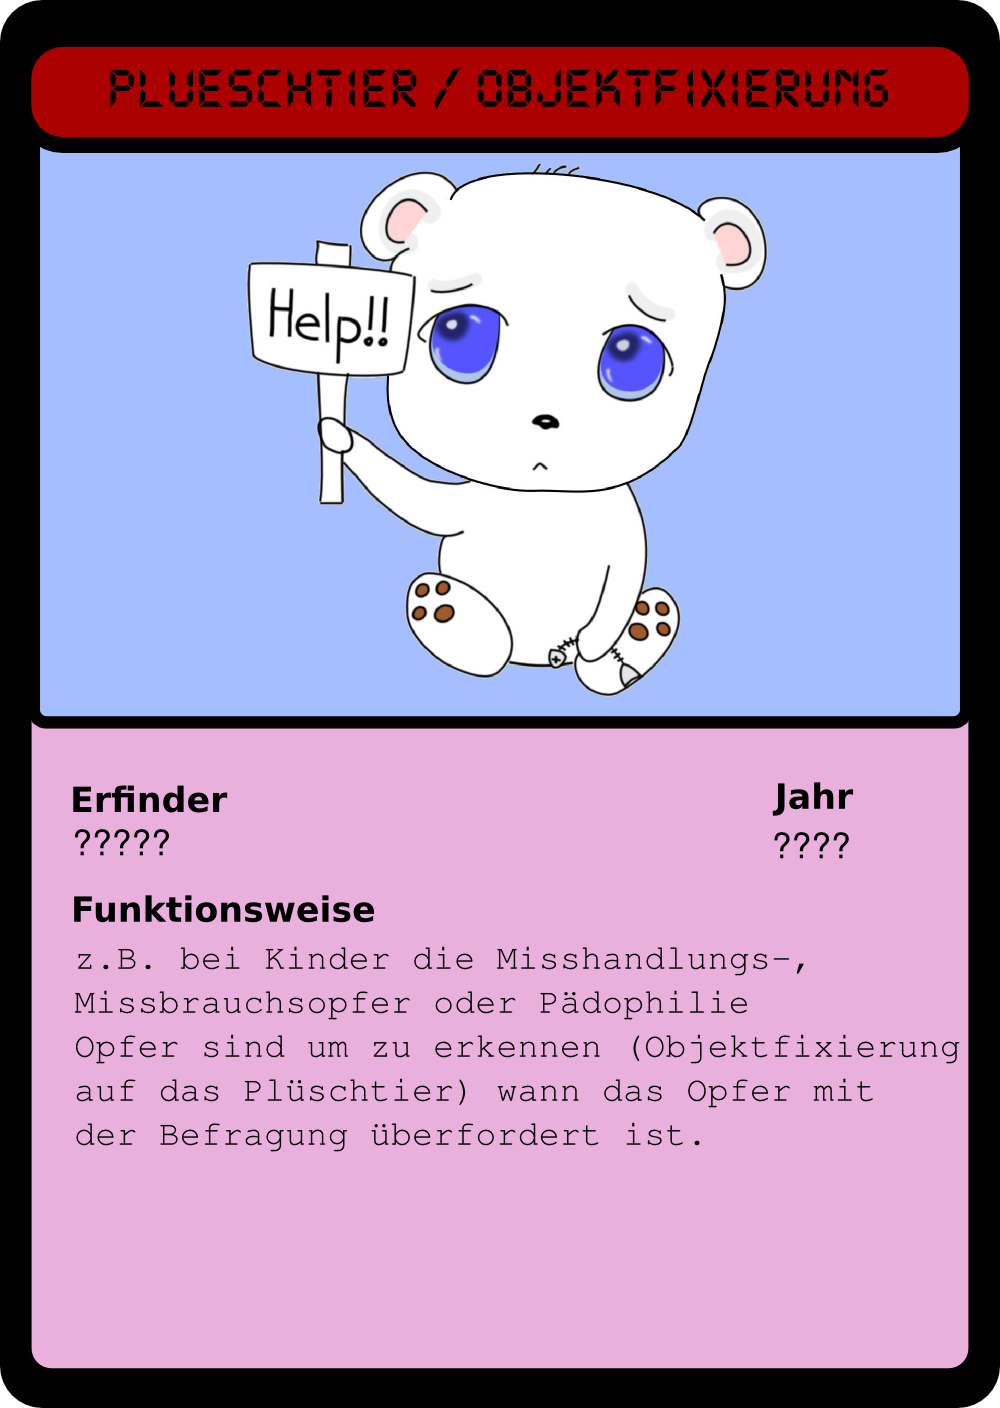 PLUESCHTIER / OBJEKTFIXIERUNG
Help!!
Erfinder
?????
Jahr
????
Funktionsweise
z.B. bei Kinder die Misshandlungs-,
Missbrauchsopfer oder Pädophilie
Opfer sind um zu erkennen (Objektfixierung
auf das Plüschtier) wann das Opfer mit
der Befragung überfordert ist.